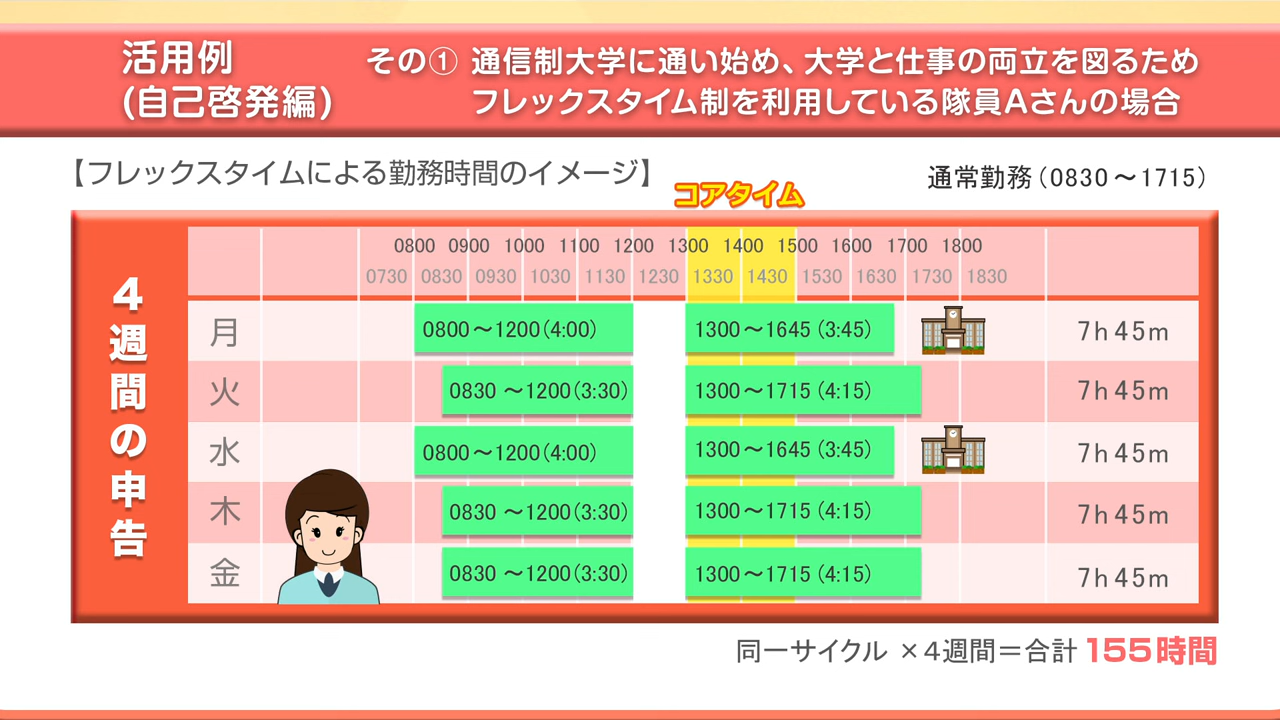 活用例
(自己啓発編)
その① 通信制大学に通い始め、大学と仕事の両立を図るため
フレックスタイム制を利用している隊員Aさんの場合
【フレックスタイムによる勤務時間のイメージ】
通常勤務(0830～1715)
コアタイム
4週間の申告
0800 0900 1000 1100 1200 1300 1400 1500 1600 1700 1800
0730 0830 0930 1030 1130 1230 1330 1430 1530 1630 1730 1830
月 0800～1200(4:00) 1300～1645(3:45) 7h45m
火 0830～1200(3:30) 1300～1715(4:15) 7h45m
水 0800～1200(4:00) 1300～1645(3:45) 7h45m
木 0830～1200(3:30) 1300～1715(4:15) 7h45m
金 0830～1200(3:30) 1300～1715(4:15) 7h45m
同一サイクル ×4週間＝合計 155時間